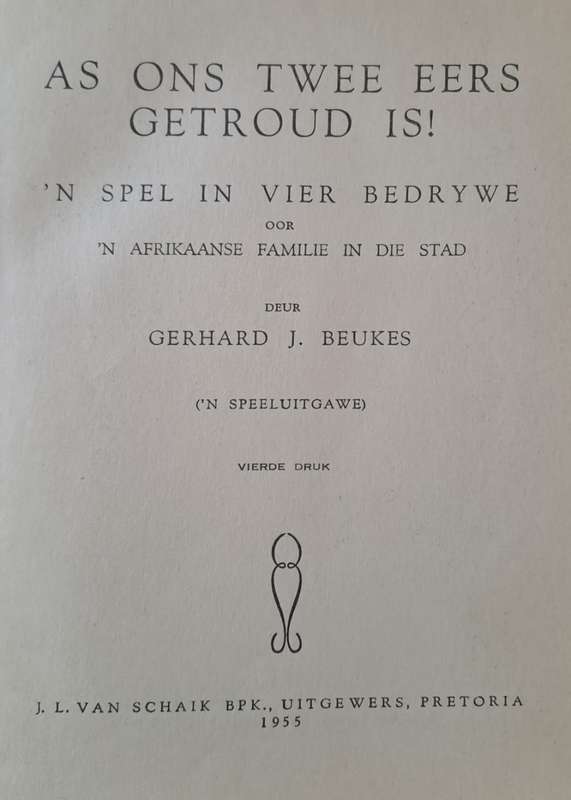 AS ONS TWEE EERS
GETROUD IS!
'N SPEL IN VIER BEDRYWE
OOR
'N AFRIKAANSE FAMILIE IN DIE STAD
DEUR
GERHARD J. BEUKES
('N SPEELUITGAWE)
VIERDE DRUK
J. L. VAN SCHAIK BPK., UITGEWERS, PRETORIA
1955